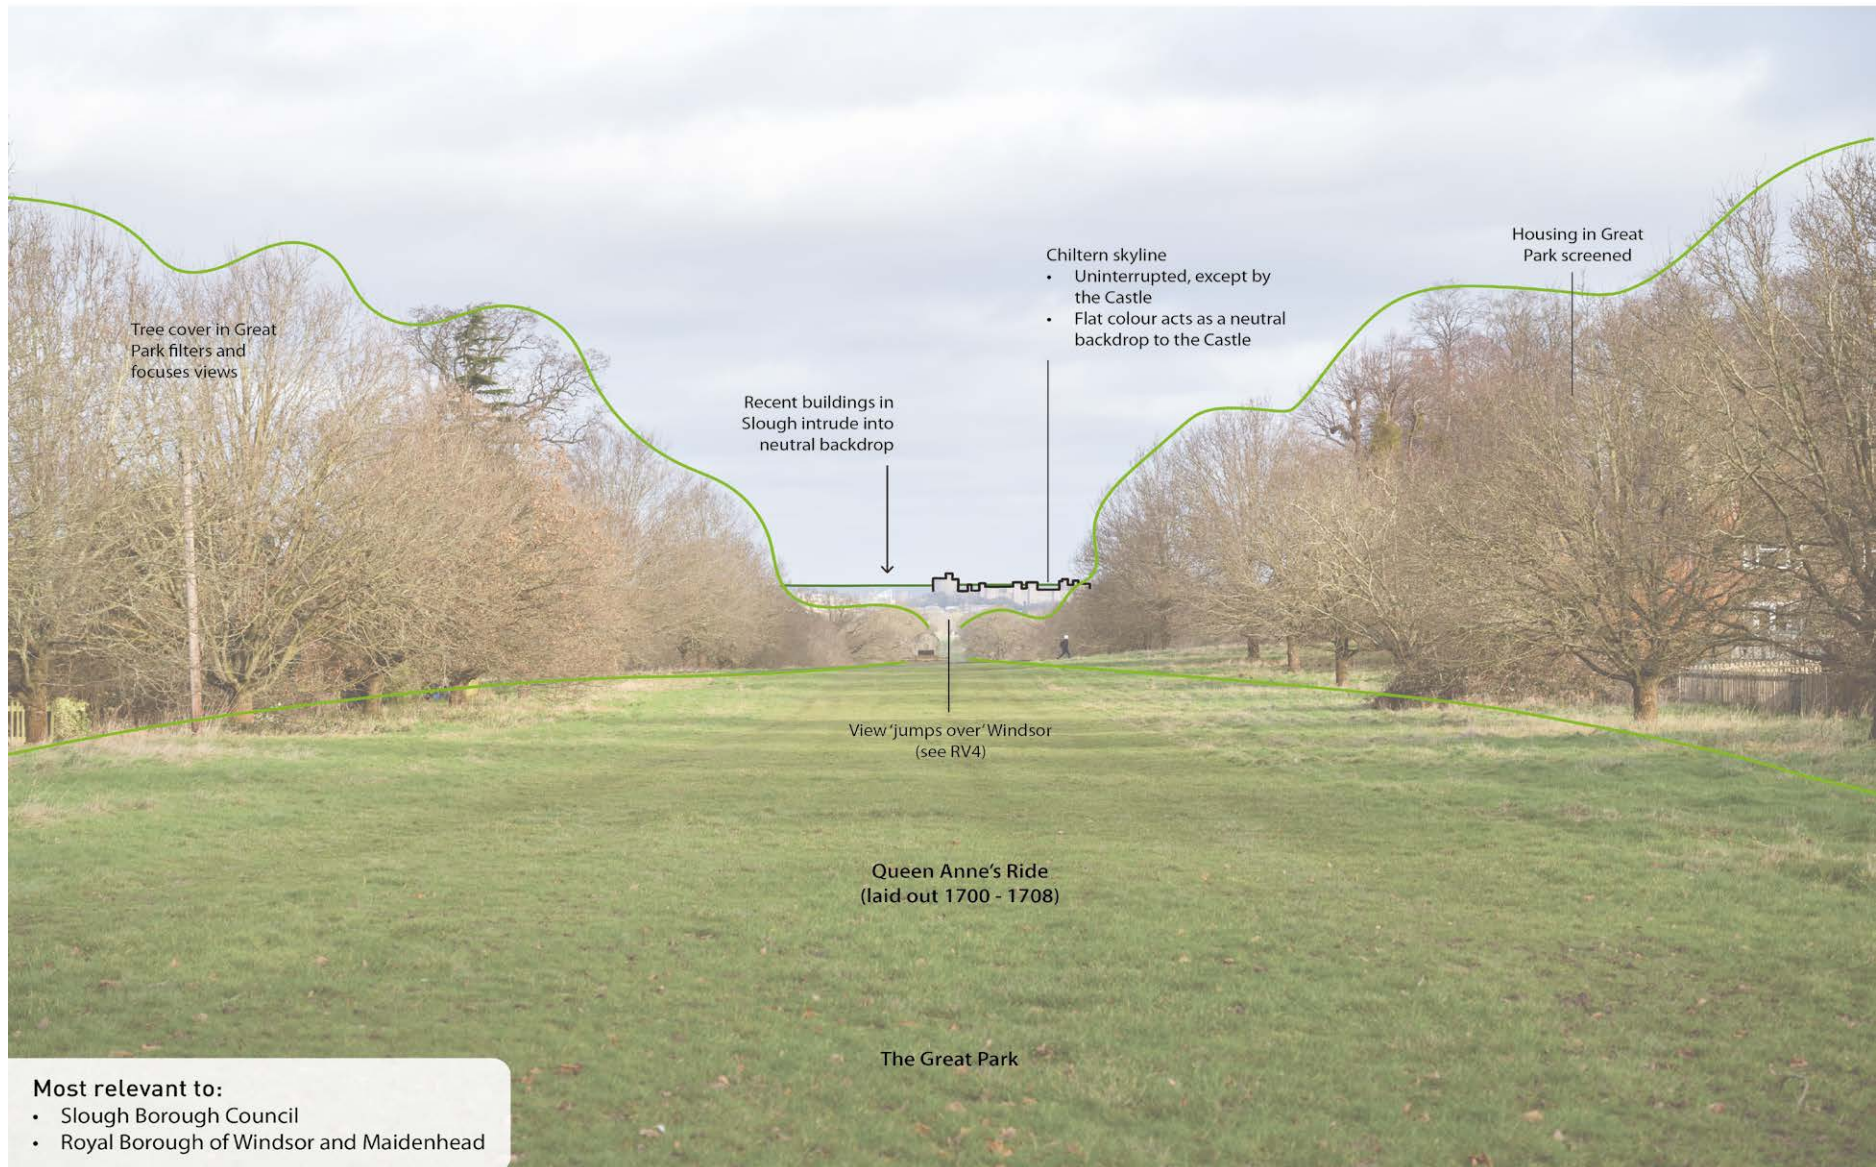 Chiltern skyline
• Uninterrupted, except by
the Castle
• Flat colour acts as a neutral
backdrop to the Castle
Housing in Great
Park screened
Tree cover in Great
Park filters and
focuses views
Recent buildings in
Slough intrude into
neutral backdrop
View ‘jumps over’ Windsor
(see RV4)
Queen Anne’s Ride
(laid out 1700 - 1708)
The Great Park
Most relevant to:
• Slough Borough Council
• Royal Borough of Windsor and Maidenhead